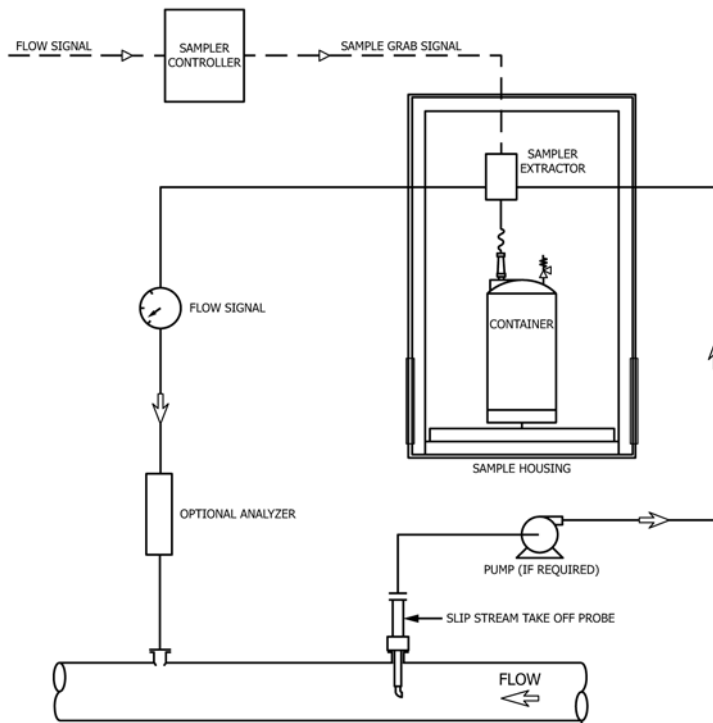 FLOW SIGNAL
SAMPLER
CONTROLLER
SAMPLE GRAB SIGNAL
SAMPLER
EXTRACTOR
FLOW SIGNAL
CONTAINER
SAMPLE HOUSING
OPTIONAL ANALYZER
PUMP (IF REQUIRED)
SLIP STREAM TAKE OFF PROBE
FLOW